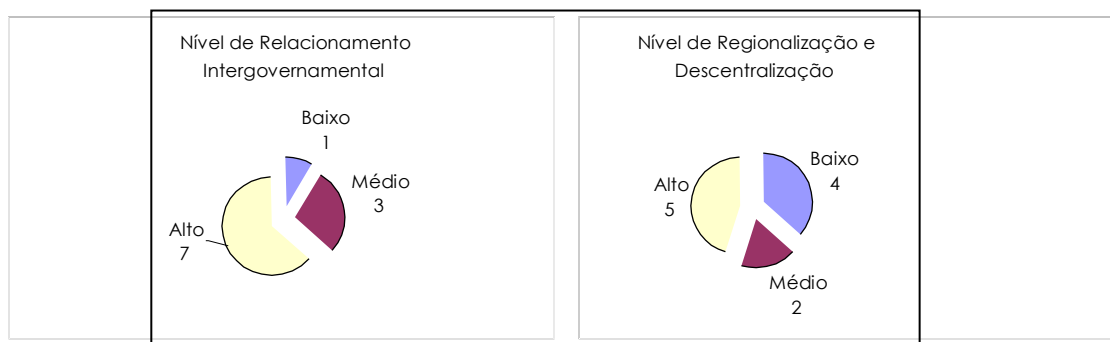 Nível de Relacionamento
Intergovernamental
Baixo
1
Médio
3
Alto
7
Nível de Regionalização e
Descentralização
Baixo
4
Alto
5
Médio
2